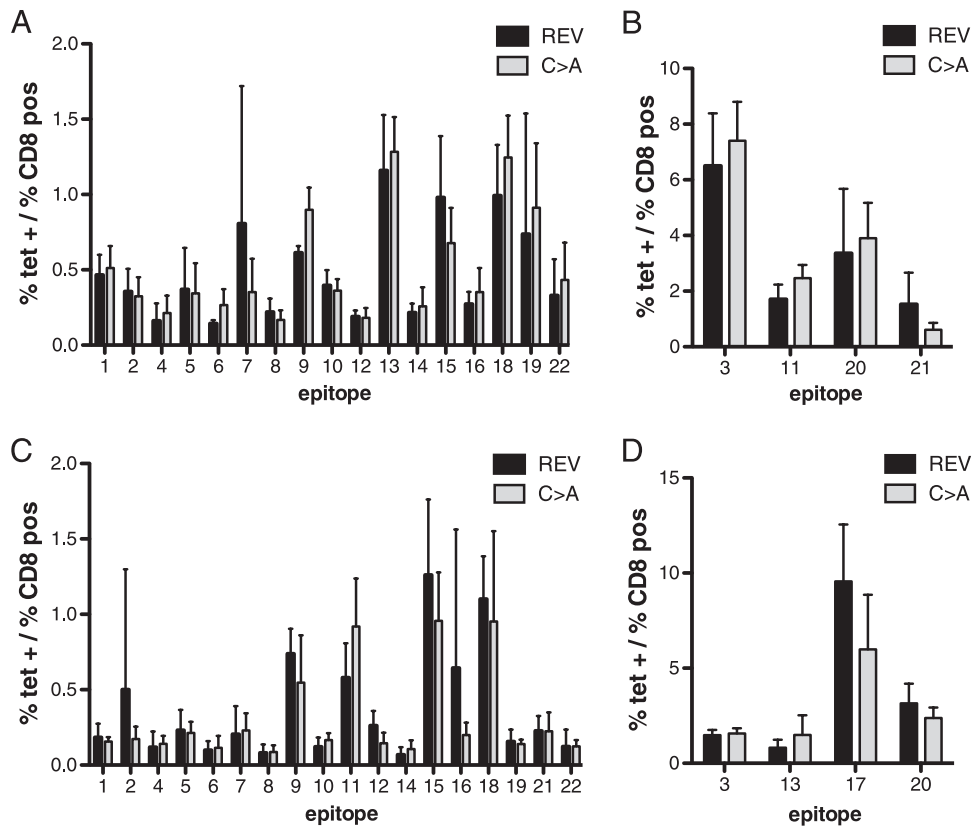 A
REV
C>A
% tet + / % CD8 pos
2.0
1.5
1.0
0.5
0.0
1 2 4 5 6 7 8 9 10 12 13 14 15 16 18 19 22
epitope
B
REV
C>A
% tet + / % CD8 pos
10
8
6
4
2
0
3 11 20 21
epitope
C
REV
C>A
% tet + / % CD8 pos
2.0
1.5
1.0
0.5
0.0
1 2 4 5 6 7 8 9 10 11 12 14 15 16 18 19 21 22
epitope
D
REV
C>A
% tet + / % CD8 pos
15
10
5
0
3 13 17 20
epitope